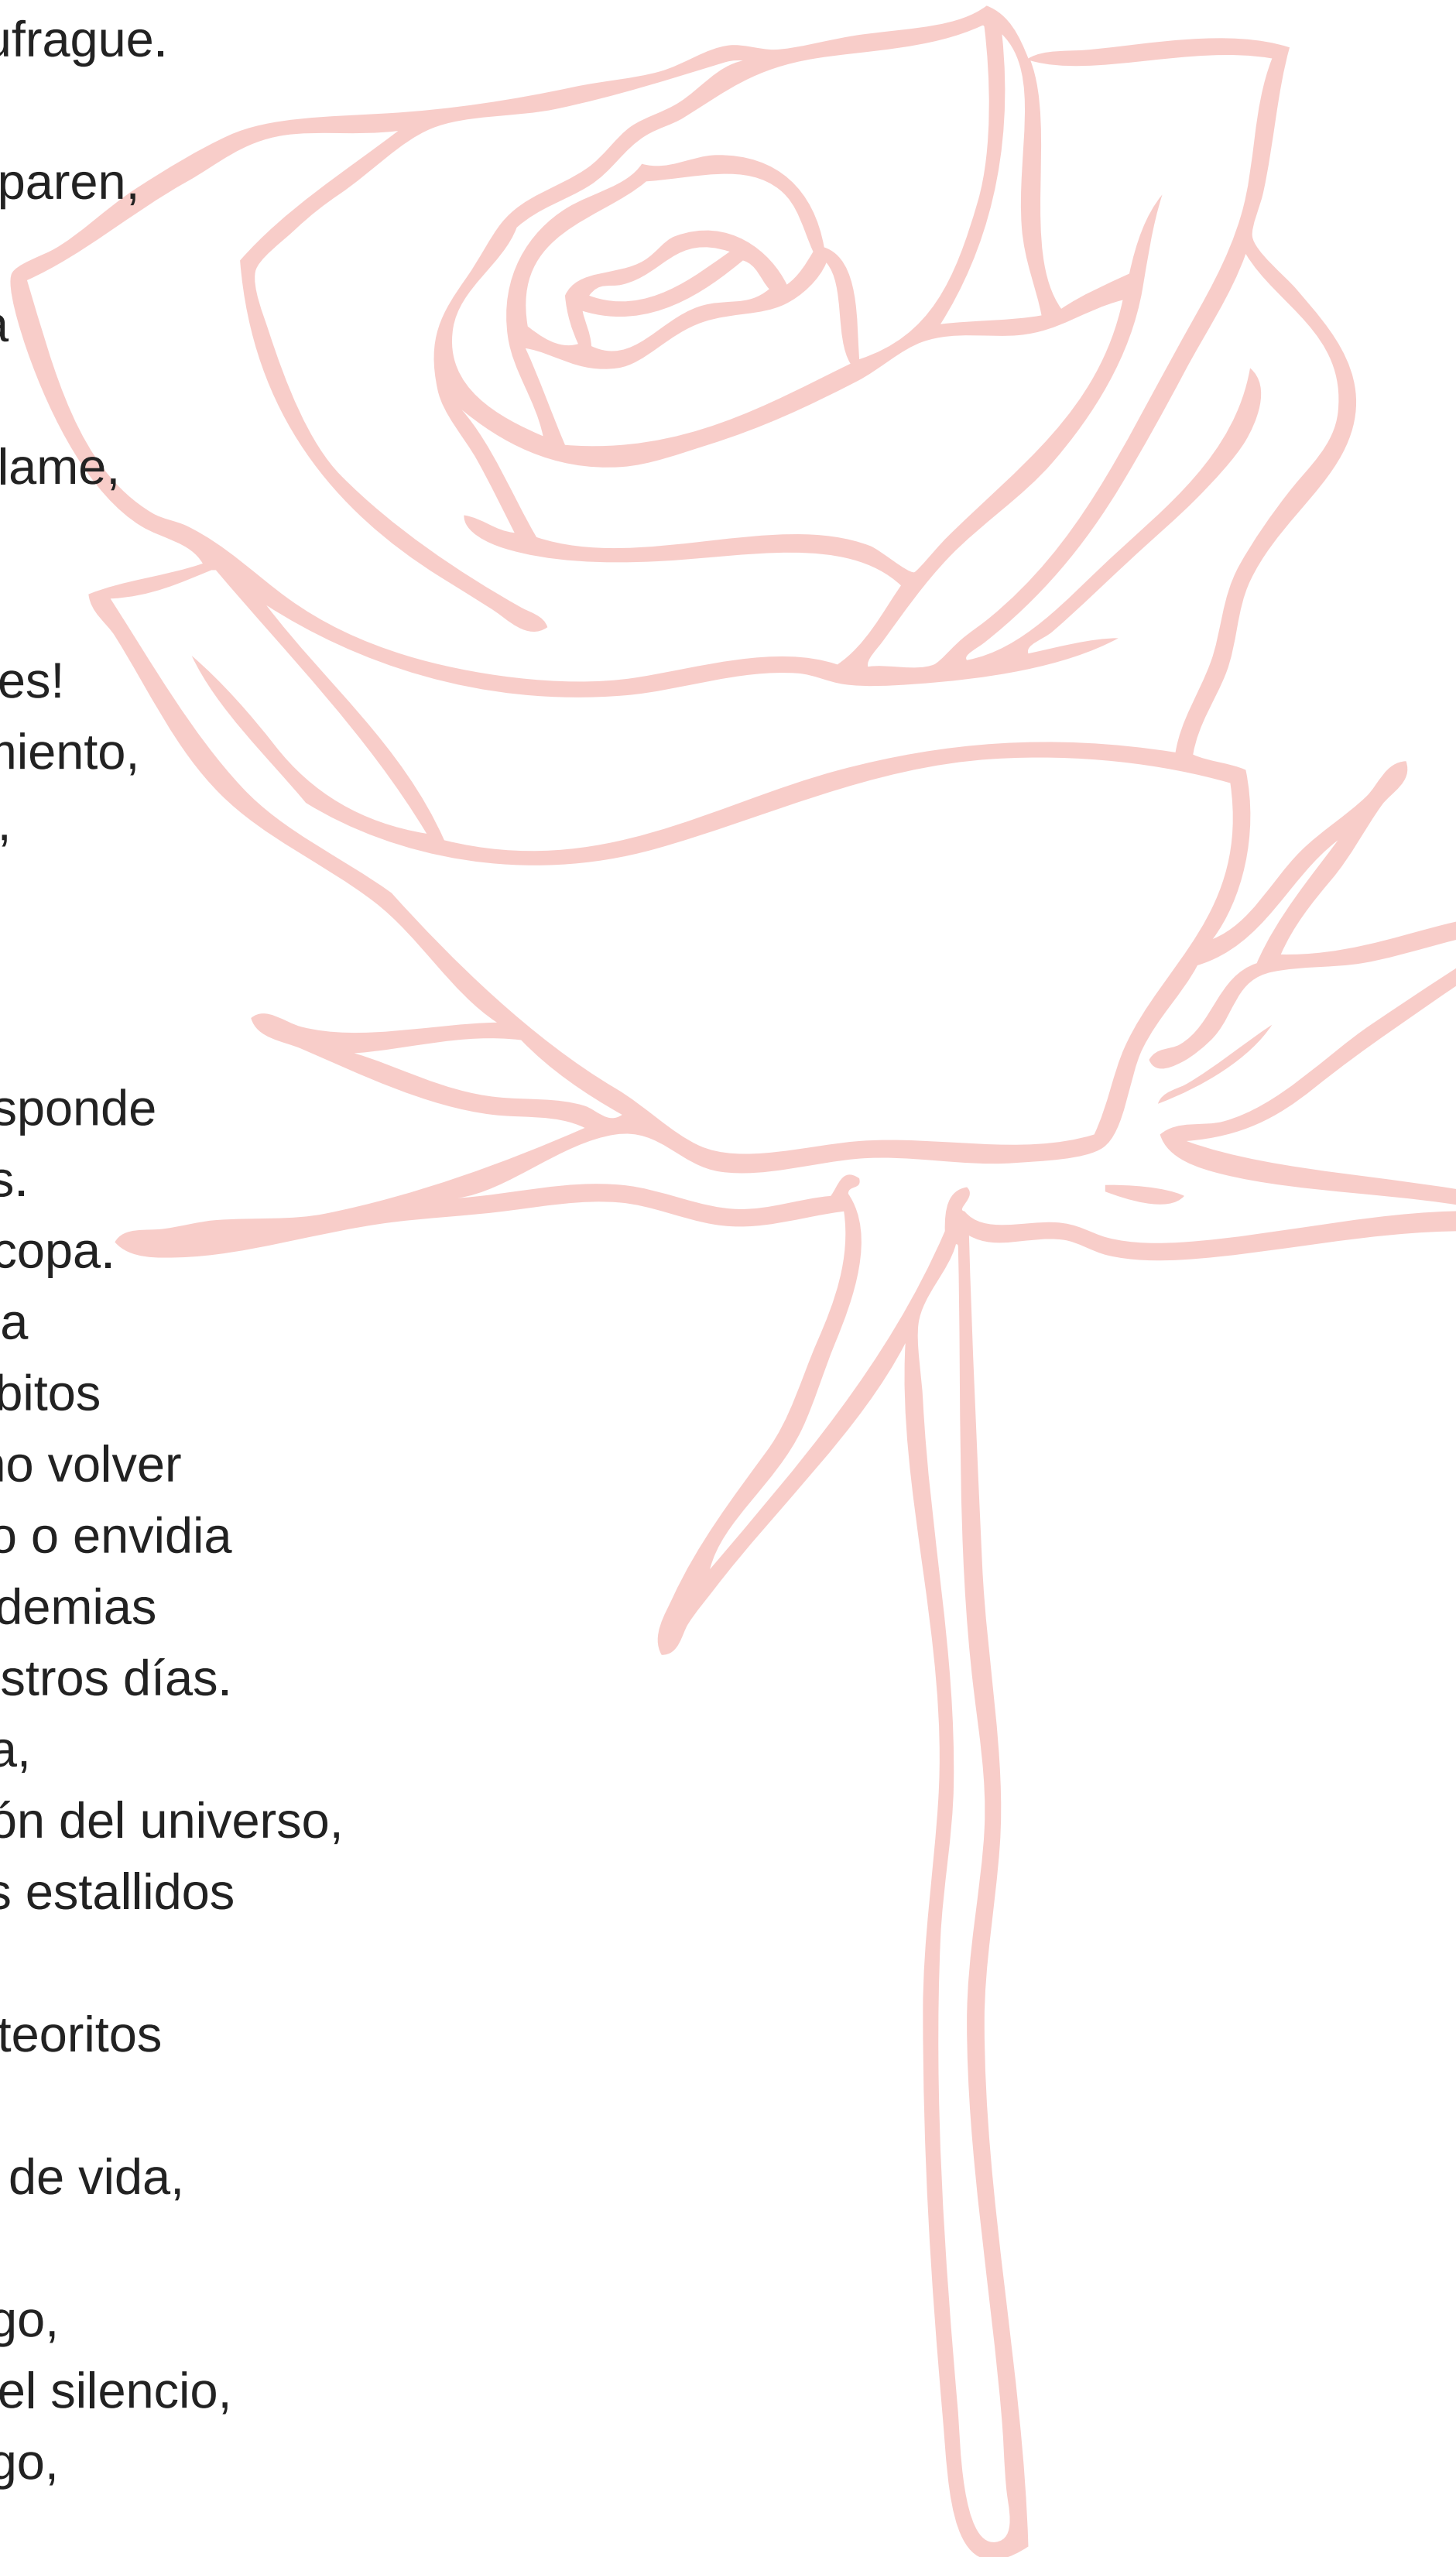 ufrague.
paren,
a
lame,
es!
miento,
,
sponde
s.
copa.
a
bitos
no volver
o o envidia
demias
stros días.
a,
ón del universo,
s estallidos
teoritos
de vida,
go,
el silencio,
go,